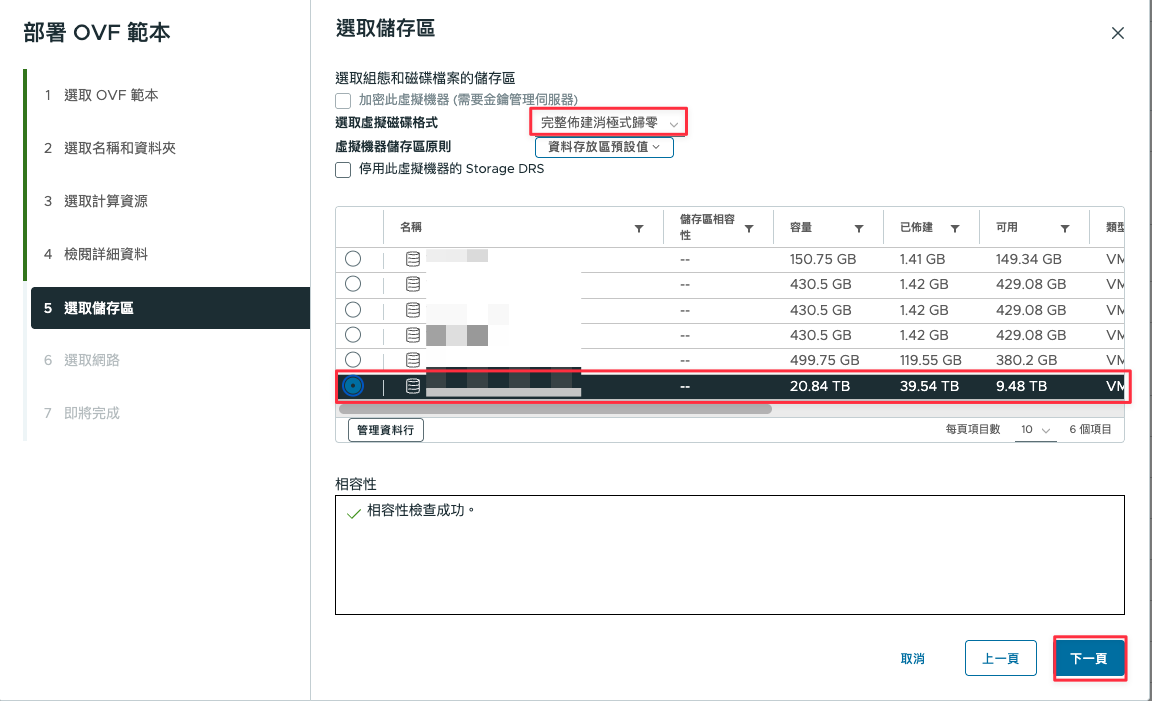 部署 OVF 範本
1 選取 OVF 範本
2 選取名稱和資料夾
3 選取計算資源
4 檢閱詳細資料
5 選取儲存區
6 選取網路
7 即將完成
選取儲存區
選取組態和磁碟檔案的儲存區
加密此虛擬機器 (需要金鑰管理伺服器)
選取虛擬磁碟格式 完整佈建消極式歸零
虛擬機器儲存區原則 資料存放區預設值
停用此虛擬機器的 Storage DRS
名稱 儲存區相容性 容量 已佈建 可用 類型
-- 150.75 GB 1.41 GB 149.34 GB VM
-- 430.5 GB 1.42 GB 429.08 GB VM
-- 430.5 GB 1.42 GB 429.08 GB VM
-- 430.5 GB 1.42 GB 429.08 GB VM
-- 499.75 GB 119.55 GB 380.2 GB VM
-- 20.84 TB 39.54 TB 9.48 TB VM
管理資料行 每頁項目數 10 6 個項目
相容性
相容性檢查成功。
取消 上一頁 下一頁